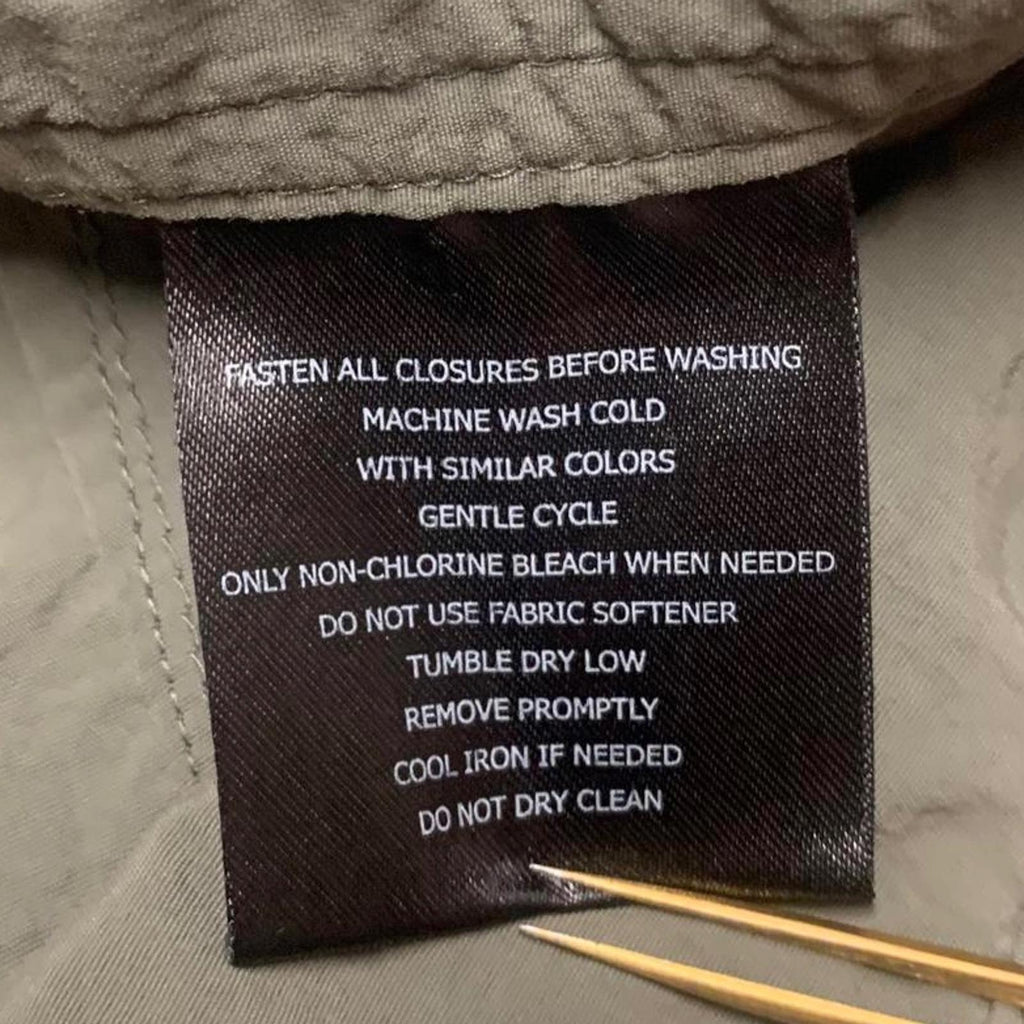 FASTEN ALL CLOSURES BEFORE WASHING
MACHINE WASH COLD
WITH SIMILAR COLORS
GENTLE CYCLE
ONLY NON-CHLORINE BLEACH WHEN NEEDED
DO NOT USE FABRIC SOFTENER
TUMBLE DRY LOW
REMOVE PROMPTLY
COOL IRON IF NEEDED
DO NOT DRY CLEAN